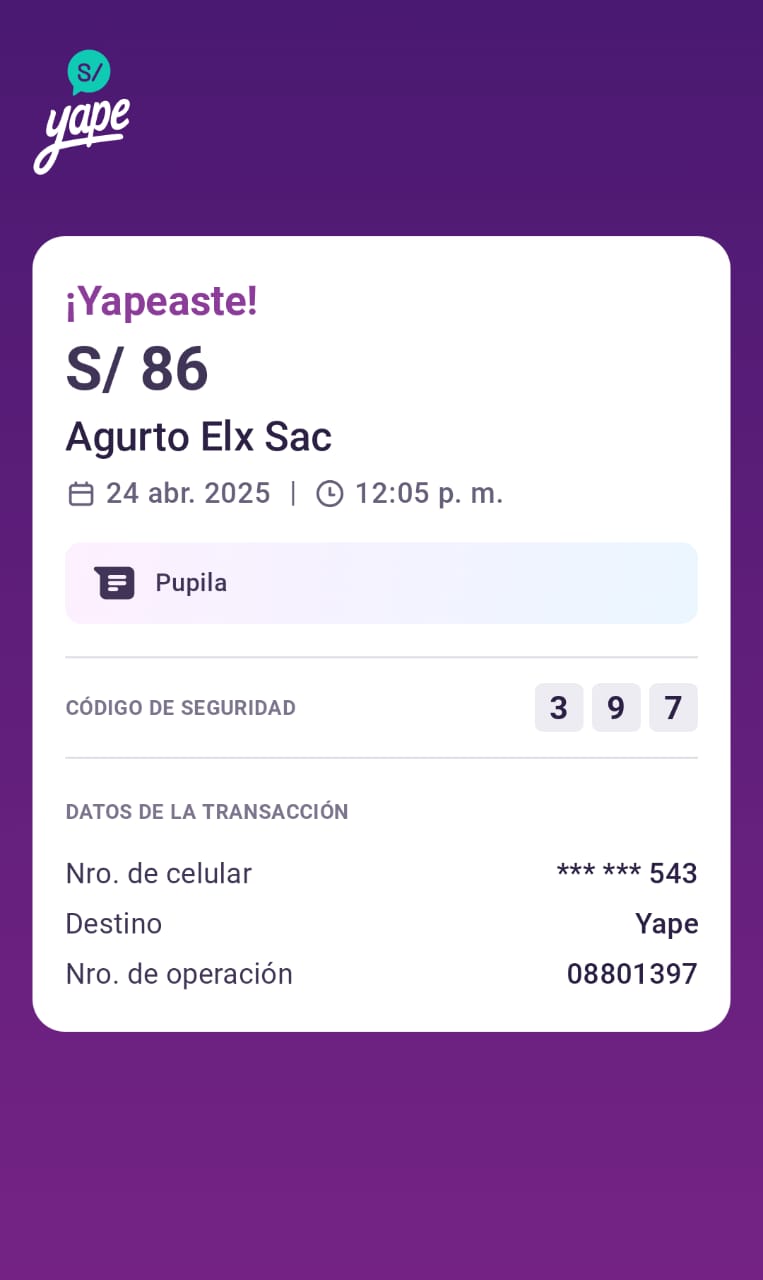 S/
yape
¡Yapeaste!
S/ 86
Agurto Elx Sac
24 abr. 2025 | 12:05 p. m.
Pupila
CÓDIGO DE SEGURIDAD 3 9 7
DATOS DE LA TRANSACCIÓN
Nro. de celular *** *** 543
Destino Yape
Nro. de operación 08801397